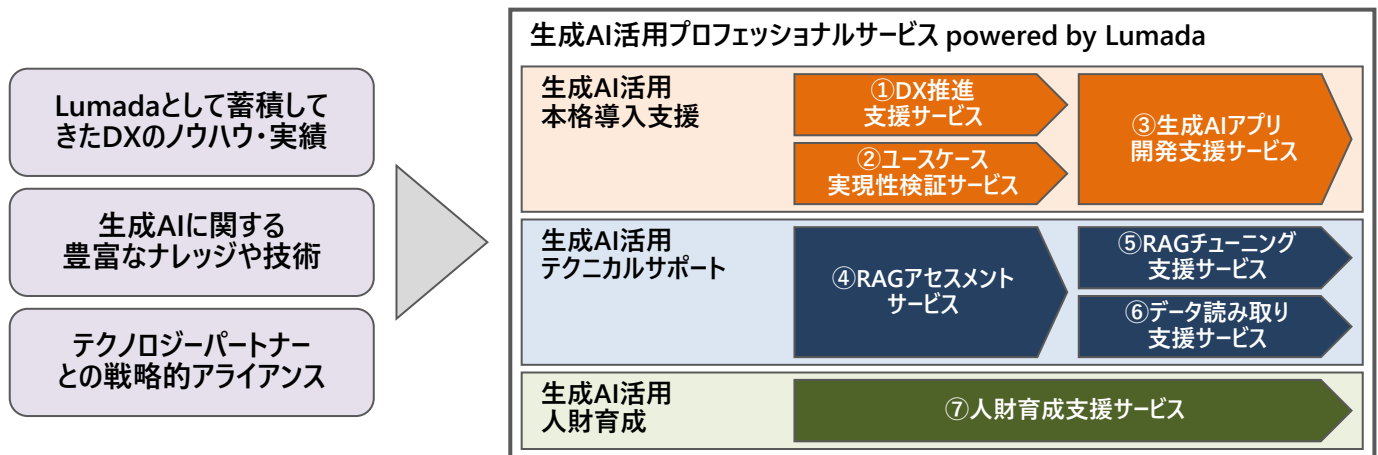 Lumadaとして蓄積して
きたDXのノウハウ・実績
生成AIに関する
豊富なナレッジや技術
テクノロジーパートナー
との戦略的アライアンス
生成AI活用プロフェッショナルサービス powered by Lumada
生成AI活用
本格導入支援
①DX推進
支援サービス
②ユースケース
実現性検証サービス
③生成AIアプリ
開発支援サービス
生成AI活用
テクニカルサポート
④RAGアセスメント
サービス
⑤RAGチューニング
支援サービス
⑥データ読み取り
支援サービス
生成AI活用
人財育成
⑦人財育成支援サービス